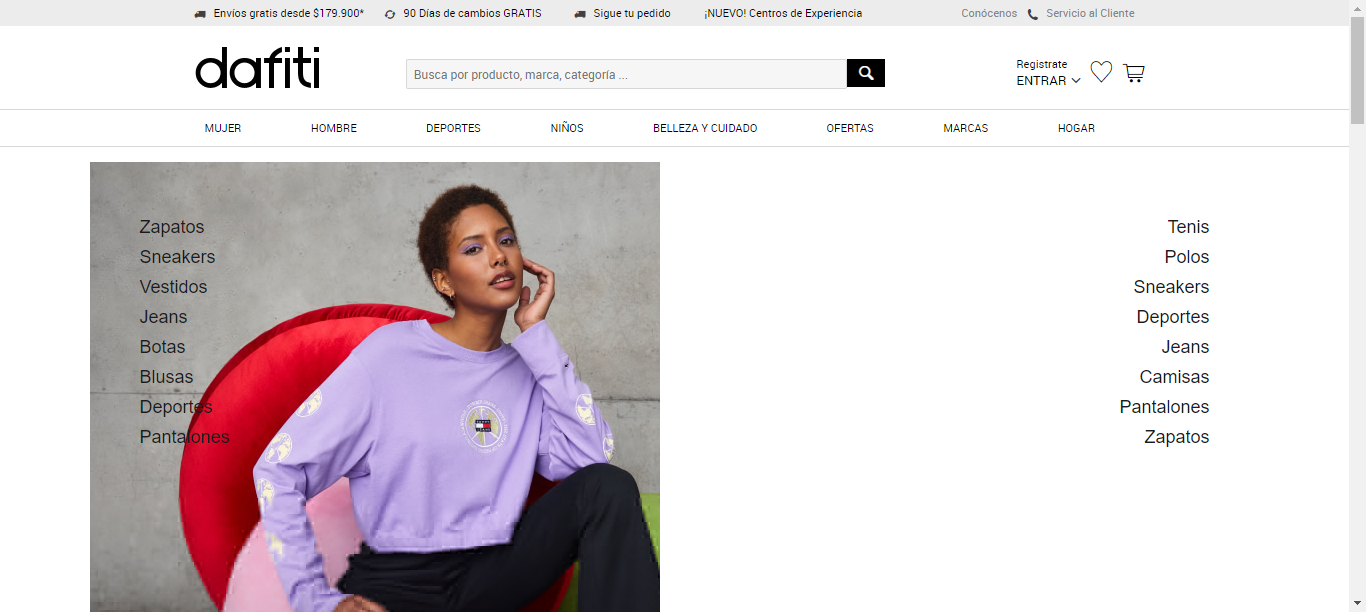 Envíos gratis desde $179.900* 90 Días de cambios GRATIS Sigue tu pedido ¡NUEVO! Centros de Experiencia Conócenos Servicio al Cliente
dafiti
Busca por producto, marca, categoría ...
Registrate
ENTRAR
MUJER HOMBRE DEPORTES NIÑOS BELLEZA Y CUIDADO OFERTAS MARCAS HOGAR
Zapatos
Sneakers
Vestidos
Jeans
Botas
Blusas
Deportes
Pantalones
Tenis
Polos
Sneakers
Deportes
Jeans
Camisas
Pantalones
Zapatos